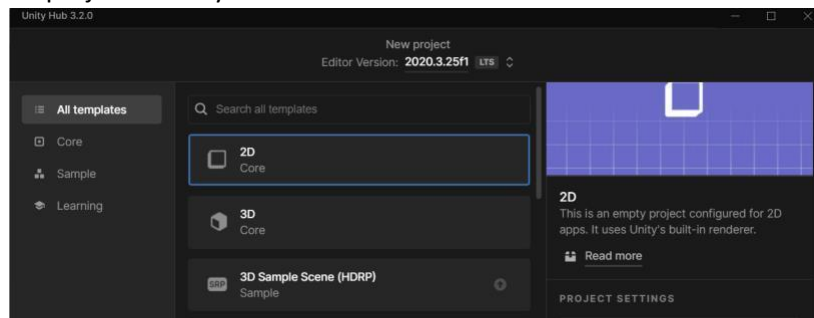 Unity Hub 3.2.0
New project
Editor Version: 2020.3.25f1 LTS
All templates
Core
Sample
Learning
Search all templates
2D
Core
3D
Core
SRP
3D Sample Scene (HDRP)
Sample
2D
This is an empty project configured for 2D
apps. It uses Unity's built-in renderer.
Read more
PROJECT SETTINGS